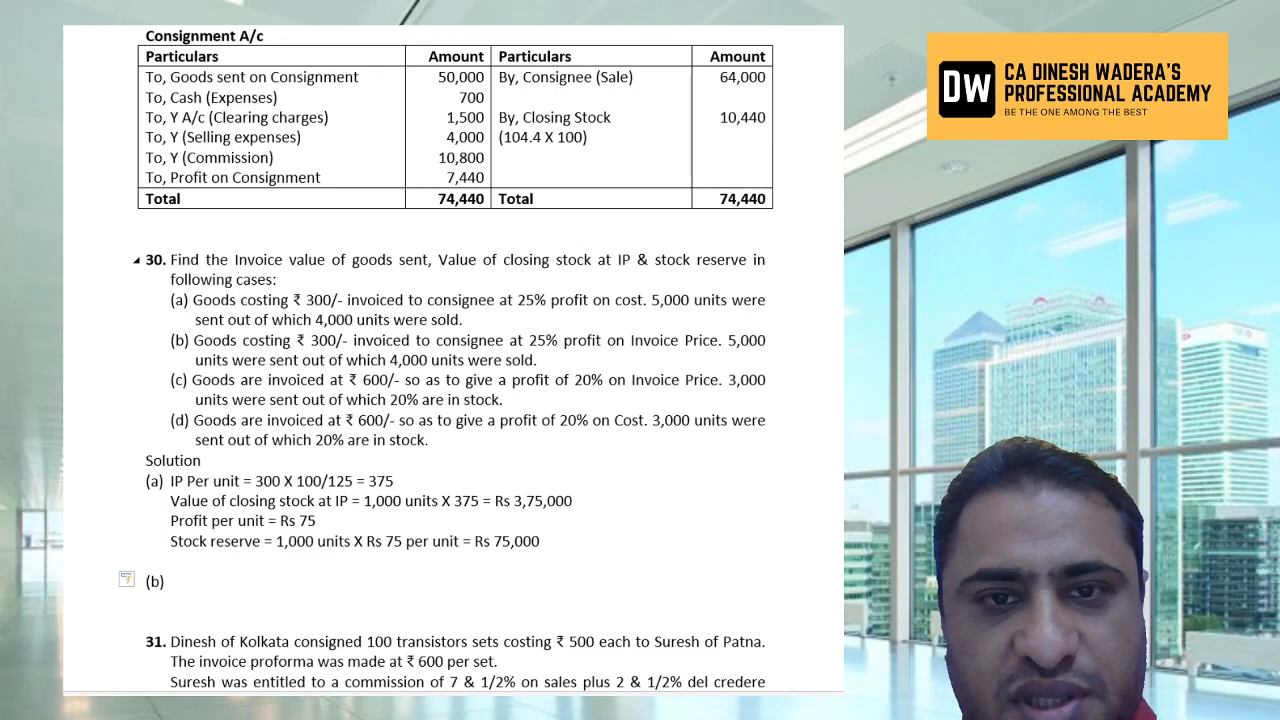 Consignment A/c
Particulars Amount Particulars Amount
To, Goods sent on Consignment 50,000 By, Consignee (Sale) 64,000
To, Cash (Expenses) 700
To, Y A/c (Clearing charges) 1,500 By, Closing Stock 10,440
To, Y (Selling expenses) 4,000 (104.4 X 100)
To, Y (Commission) 10,800
To, Profit on Consignment 7,440
Total 74,440 Total 74,440
30. Find the Invoice value of goods sent, Value of closing stock at IP & stock reserve in
following cases:
(a) Goods costing ₹ 300/- invoiced to consignee at 25% profit on cost. 5,000 units were
sent out of which 4,000 units were sold.
(b) Goods costing ₹ 300/- invoiced to consignee at 25% profit on Invoice Price. 5,000
units were sent out of which 4,000 units were sold.
(c) Goods are invoiced at ₹ 600/- so as to give a profit of 20% on Invoice Price. 3,000
units were sent out of which 20% are in stock.
(d) Goods are invoiced at ₹ 600/- so as to give a profit of 20% on Cost. 3,000 units were
sent out of which 20% are in stock.
Solution
(a) IP Per unit = 300 X 100/125 = 375
Value of closing stock at IP = 1,000 units X 375 = Rs 3,75,000
Profit per unit = Rs 75
Stock reserve = 1,000 units X Rs 75 per unit = Rs 75,000
(b)
31. Dinesh of Kolkata consigned 100 transistors sets costing ₹ 500 each to Suresh of Patna.
The invoice proforma was made at ₹ 600 per set.
Suresh was entitled to a commission of 7 & 1/2% on sales plus 2 & 1/2% del credere
DW
CA DINESH WADERA'S
PROFESSIONAL ACADEMY
BE THE ONE AMONG THE BEST